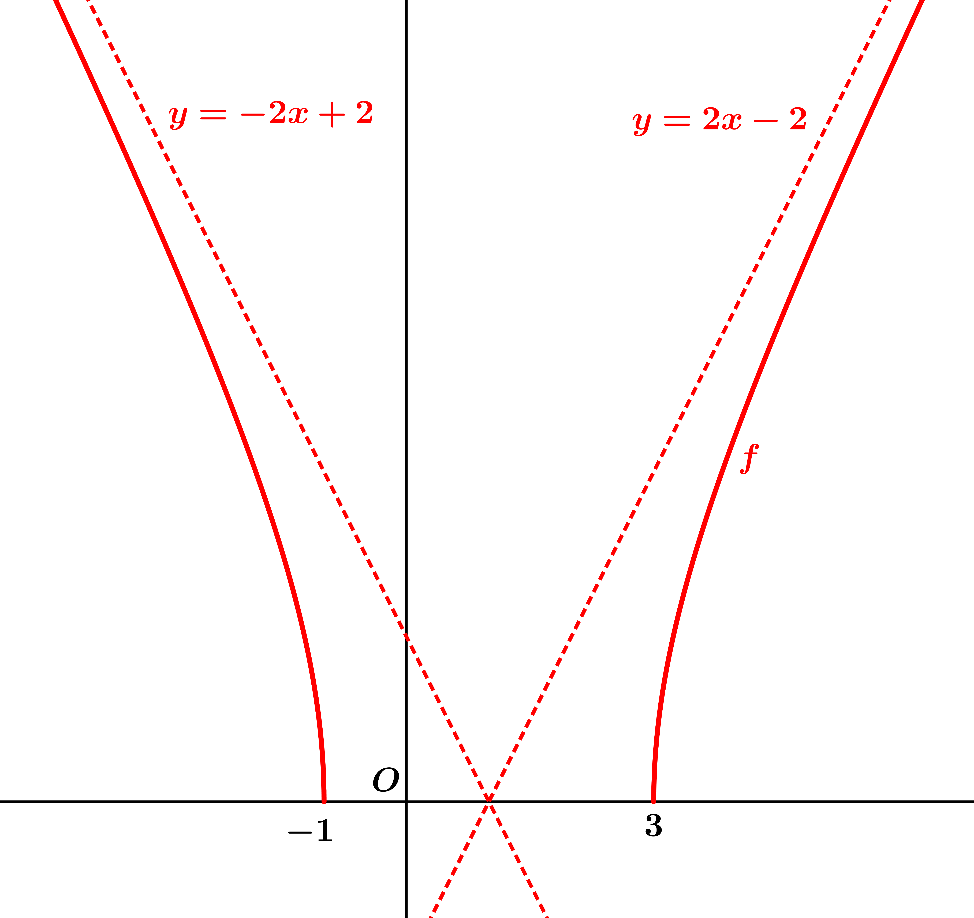 y = −2x + 2
y = 2x − 2
f
O
−1
3